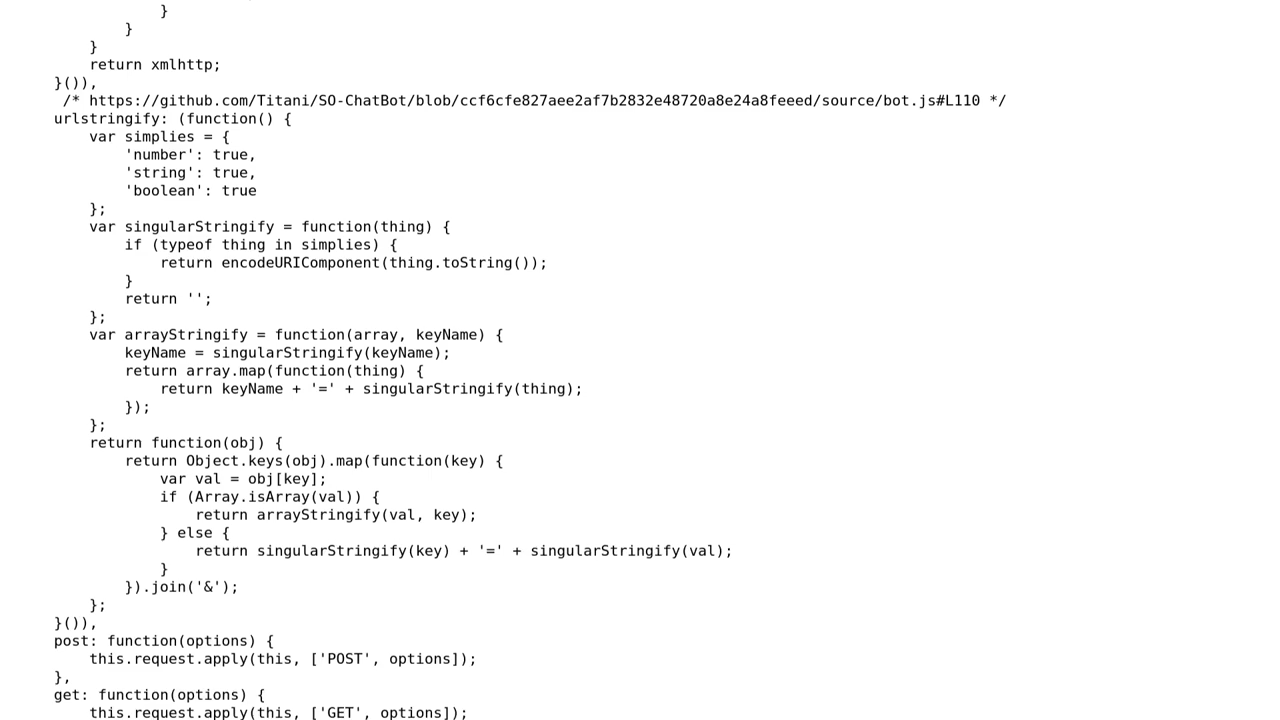 }
        }
    }
    return xmlhttp;
}()),
 /* https://github.com/Titani/SO-ChatBot/blob/ccf6cfe827aee2af7b2832e48720a8e24a8feeed/source/bot.js#L110 */
urlstringify: (function() {
    var simplies = {
        'number': true,
        'string': true,
        'boolean': true
    };
    var singularStringify = function(thing) {
        if (typeof thing in simplies) {
            return encodeURIComponent(thing.toString());
        }
        return '';
    };
    var arrayStringify = function(array, keyName) {
        keyName = singularStringify(keyName);
        return array.map(function(thing) {
            return keyName + '=' + singularStringify(thing);
        });
    };
    return function(obj) {
        return Object.keys(obj).map(function(key) {
            var val = obj[key];
            if (Array.isArray(val)) {
                return arrayStringify(val, key);
            } else {
                return singularStringify(key) + '=' + singularStringify(val);
            }
        }).join('&');
    };
}()),
post: function(options) {
    this.request.apply(this, ['POST', options]);
},
get: function(options) {
    this.request.apply(this, ['GET', options]);